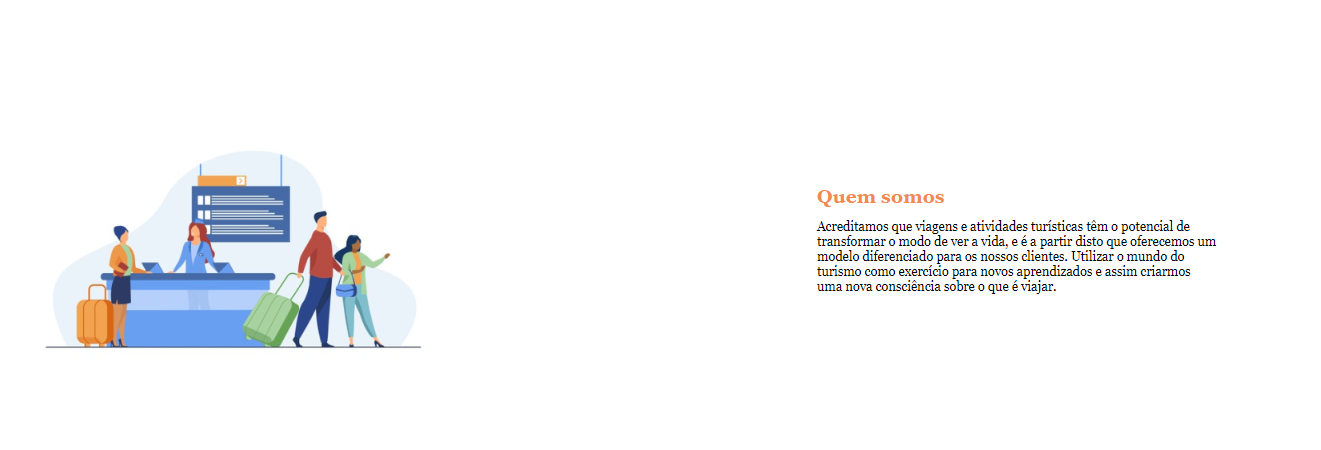 Quem somos
Acreditamos que viagens e atividades turísticas têm o potencial de
transformar o modo de ver a vida, e é a partir disto que oferecemos um
modelo diferenciado para os nossos clientes. Utilizar o mundo do
turismo como exercício para novos aprendizados e assim criarmos
uma nova consciência sobre o que é viajar.